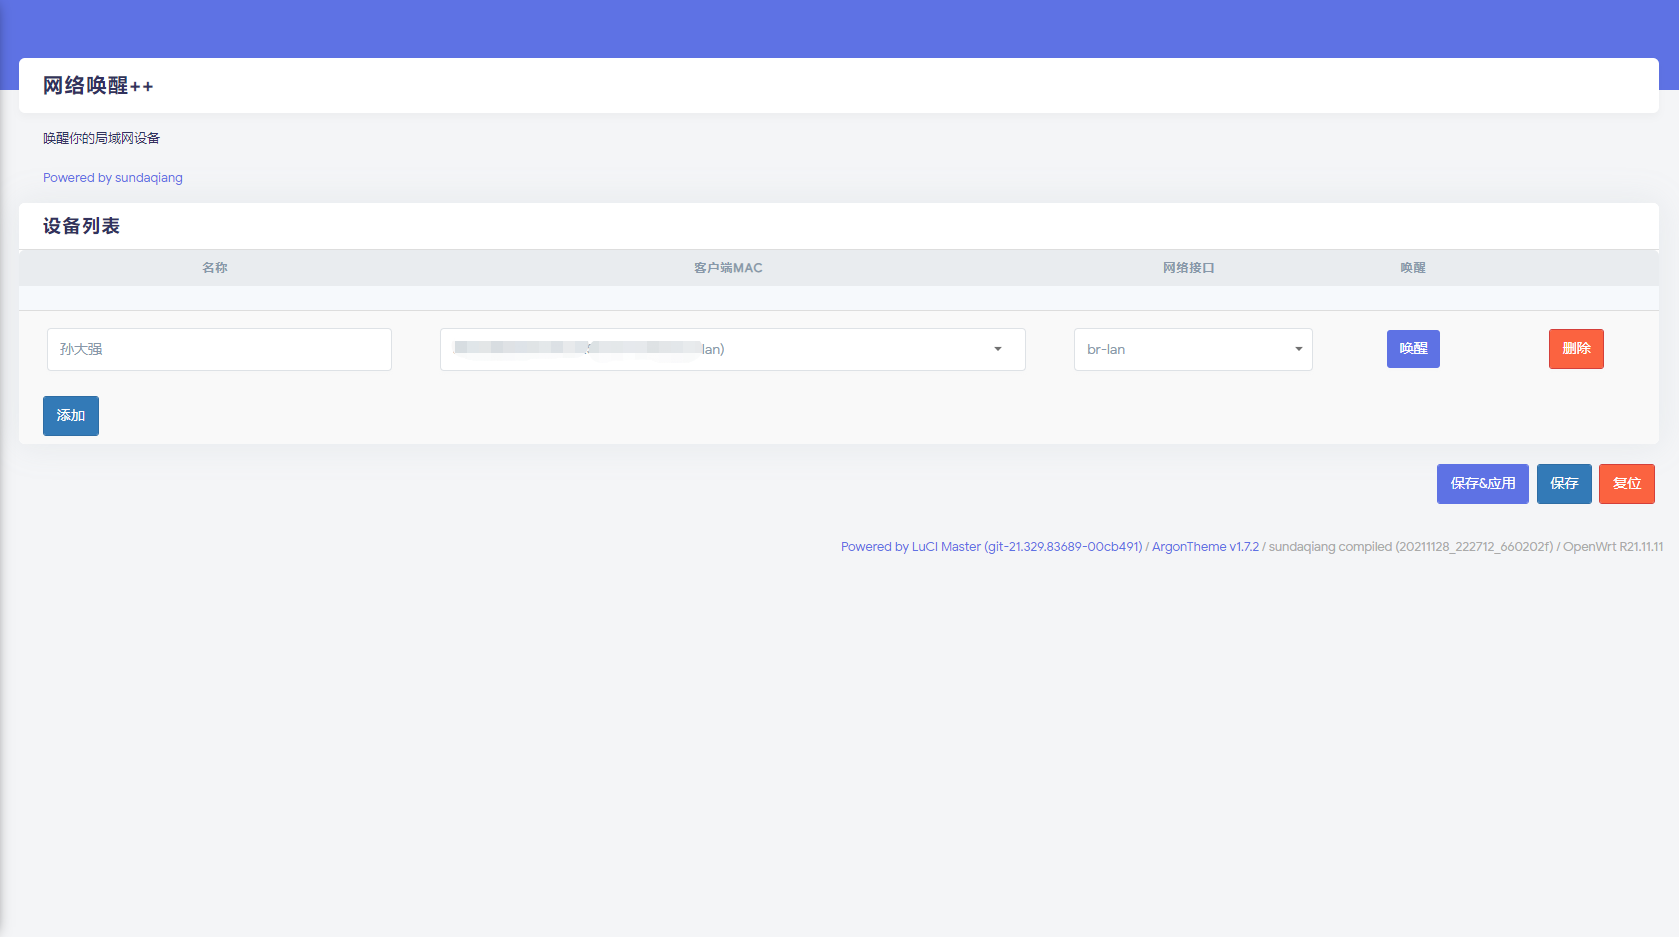 网络唤醒++
唤醒你的局域网设备
Powered by sundaqiang
设备列表
名称 客户端MAC 网络接口 唤醒
孙大强 lan) br-lan 唤醒 删除
添加
保存&应用 保存 复位
Powered by LuCI Master (git-21.329.83689-00cb491) / ArgonTheme v1.7.2 / sundaqiang compiled (20211128_222712_660202f) / OpenWrt R21.11.11